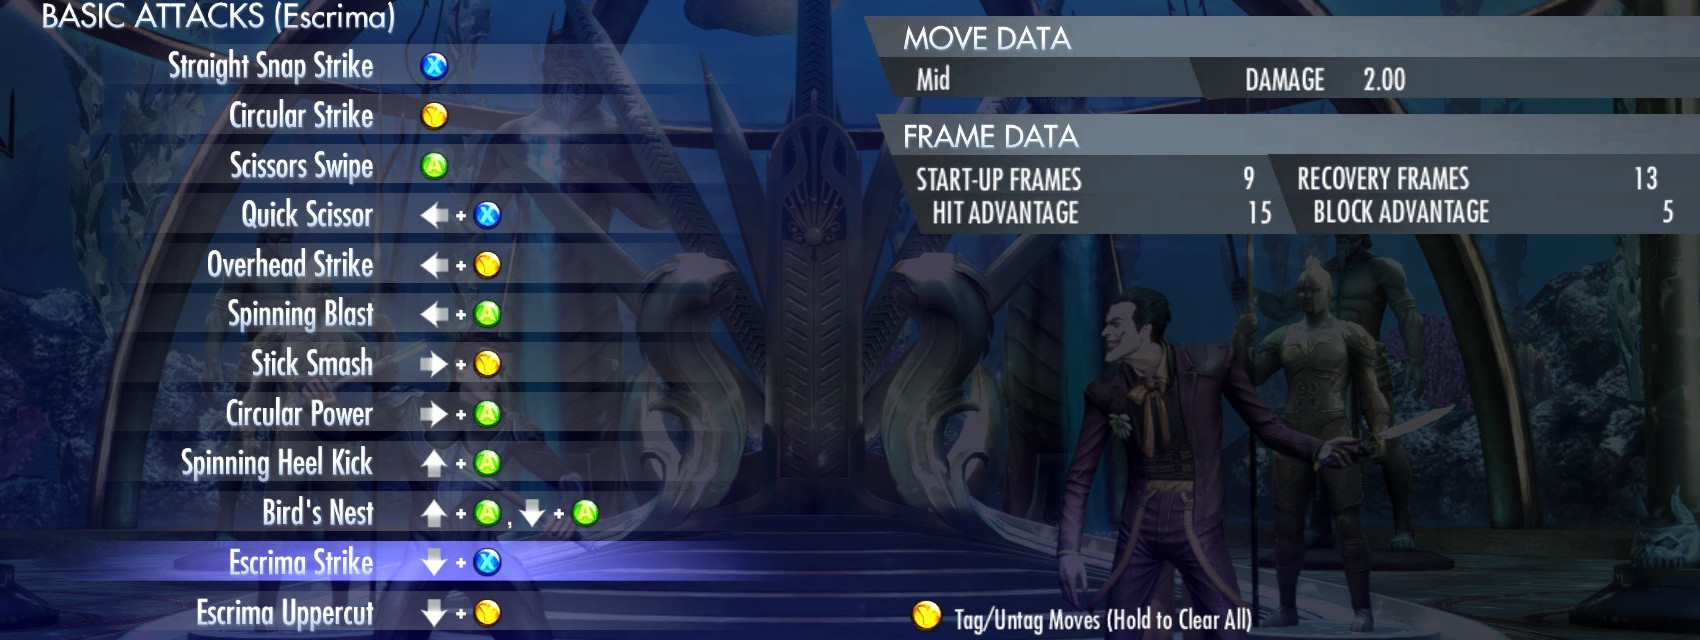 BASIC ATTACKS (Escrima)
Straight Snap Strike X
Circular Strike Y
Scissors Swipe A
Quick Scissor + X
Overhead Strike + Y
Spinning Blast + A
Stick Smash + Y
Circular Power + A
Spinning Heel Kick + A
Bird's Nest + A , + A
Escrima Strike + X
Escrima Uppercut + Y
MOVE DATA
Mid DAMAGE 2.00
FRAME DATA
START-UP FRAMES 9 RECOVERY FRAMES 13
HIT ADVANTAGE 15 BLOCK ADVANTAGE 5
Y Tag/Untag Moves (Hold to Clear All)